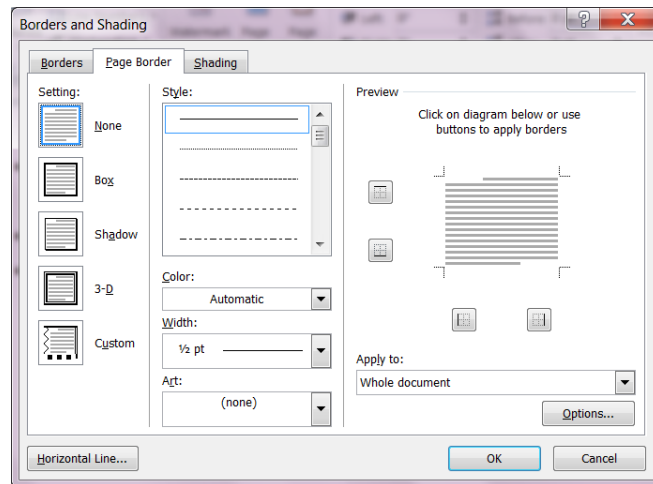 Borders and Shading
Borders
Page Border
Shading
Setting:
None
Box
Shadow
3-D
Custom
Style:
Color:
Automatic
Width:
½ pt
Art:
(none)
Preview
Click on diagram below or use
buttons to apply borders
Apply to:
Whole document
Options...
Horizontal Line...
OK
Cancel